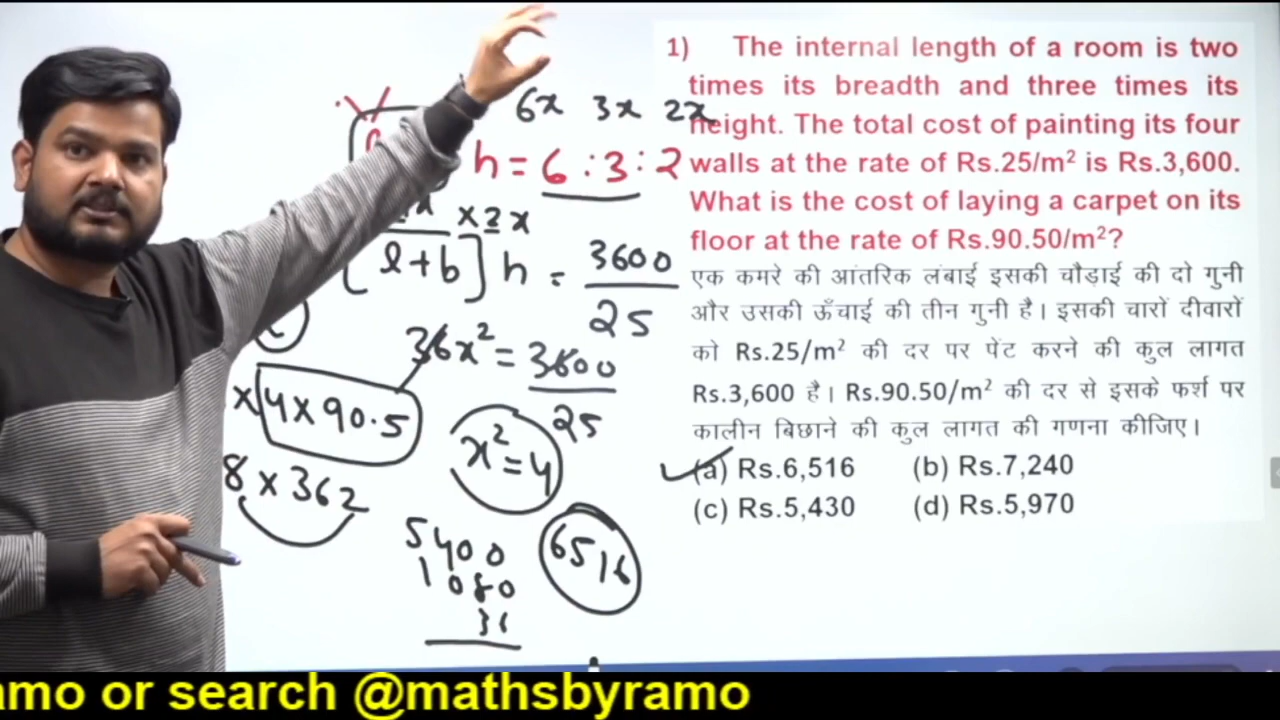 1) The internal length of a room is two
times its breadth and three times its
height. The total cost of painting its four
walls at the rate of Rs.25/m² is Rs.3,600.
What is the cost of laying a carpet on its
floor at the rate of Rs.90.50/m²?
एक कमरे की आंतरिक लंबाई इसकी चौड़ाई की दो गुनी
और उसकी ऊँचाई की तीन गुनी है। इसकी चारों दीवारों
को Rs.25/m² की दर पर पेंट करने की कुल लागत
Rs.3,600 है। Rs.90.50/m² की दर से इसके फर्श पर
कालीन बिछाने की कुल लागत की गणना कीजिए।
(a) Rs.6,516 (b) Rs.7,240
(c) Rs.5,430 (d) Rs.5,970
6x 3x 2x
h = 6 : 3 : 2
x 2 x
[l+b] h = 3600
25
36x² = 3600
25
x² = 4
x 4 x 90.5
8 x 362
5400
1080
6516
amo or search @mathsbyramo